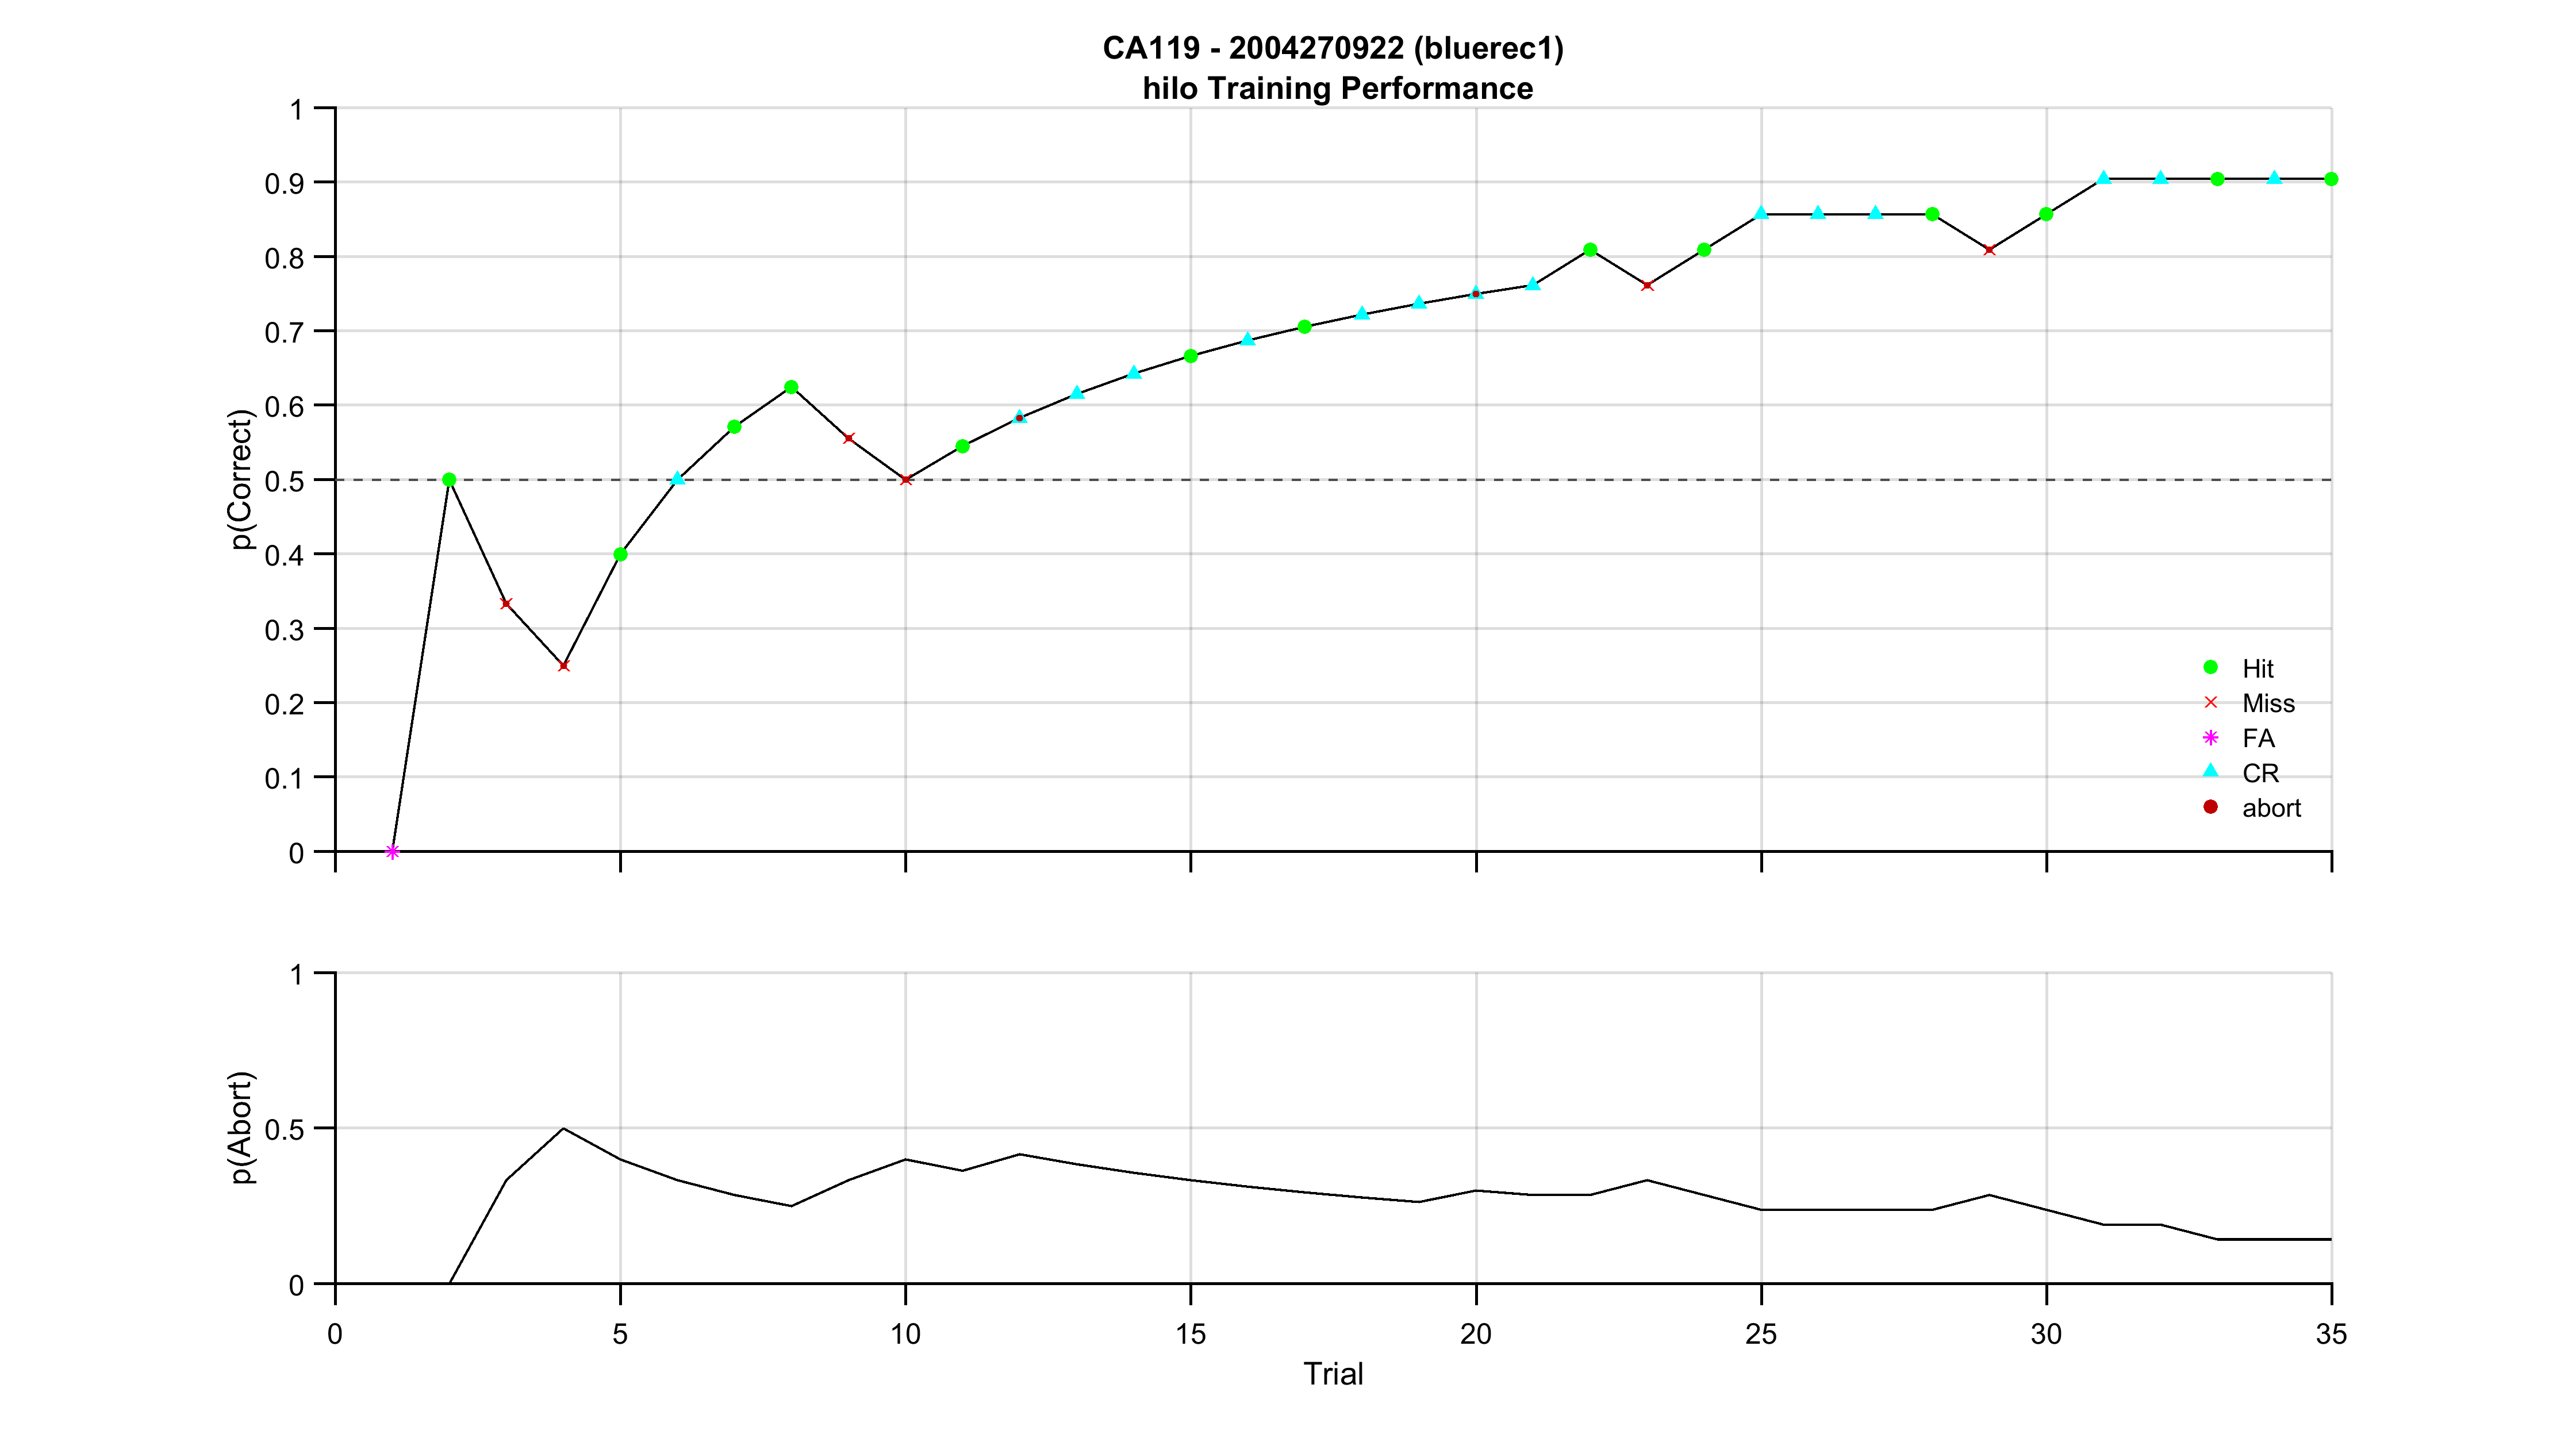 CA119 - 2004270922 (bluerec1)
hilo Training Performance
1
0.9
0.8
0.7
0.6
0.5
0.4
0.3
0.2
0.1
0
p(Correct)
Hit
Miss
FA
CR
abort
1
0.5
0
p(Abort)
0 5 10 15 20 25 30 35
Trial